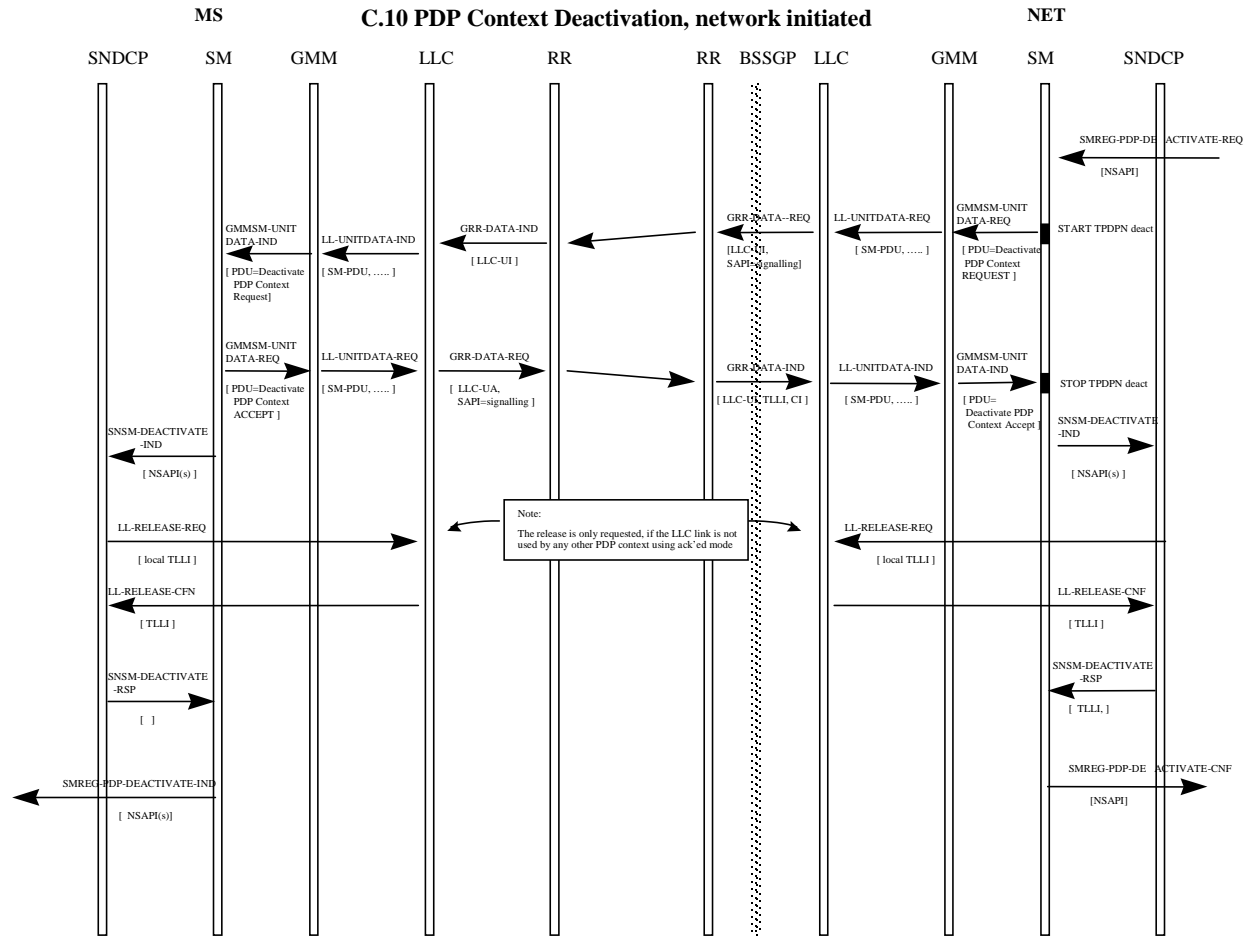 MS
C.10 PDP Context Deactivation, network initiated
NET
SNDCP SM GMM LLC RR RR BSSGP LLC GMM SM SNDCP
SMREG-PDP-DE ACTIVATE-REQ
[NSAPI]
GMMSM-UNIT
DATA-IND
[ PDU=Deactivate
PDP Context
Request]
LL-UNITDATA-IND
[ SM-PDU, ….. ]
GRR-DATA-IND
[ LLC-UI ]
GRR-DATA--REQ
[LLC-UI,
SAPI=signalling]
LL-UNITDATA-REQ
[ SM-PDU, ….. ]
GMMSM-UNIT
DATA-REQ
[ PDU=Deactivate
PDP Context
REQUEST ]
START TPDPN deact
GMMSM-UNIT
DATA-REQ
[ PDU=Deactivate
PDP Context
ACCEPT ]
LL-UNITDATA-REQ
[ SM-PDU, ….. ]
GRR-DATA-REQ
[ LLC-UA,
SAPI=signalling ]
GRR-DATA-IND
[ LLC-UI, TLLI, CI ]
LL-UNITDATA-IND
[ SM-PDU, ….. ]
GMMSM-UNIT
DATA-IND
[ PDU=
Deactivate PDP
Context Accept ]
STOP TPDPN deact
SNSM-DEACTIVATE
-IND
[ NSAPI(s) ]
SNSM-DEACTIVATE
-IND
[ NSAPI(s) ]
LL-RELEASE-REQ
[ local TLLI ]
Note:
The release is only requested, if the LLC link is not
used by any other PDP context using ack'ed mode
LL-RELEASE-REQ
[ local TLLI ]
LL-RELEASE-CFN
[ TLLI ]
LL-RELEASE-CNF
[ TLLI ]
SNSM-DEACTIVATE
-RSP
[ ]
SNSM-DEACTIVATE
-RSP
[ TLLI, ]
SMREG-PDP-DEACTIVATE-IND
[ NSAPI(s)]
SMREG-PDP-DE ACTIVATE-CNF
[NSAPI]